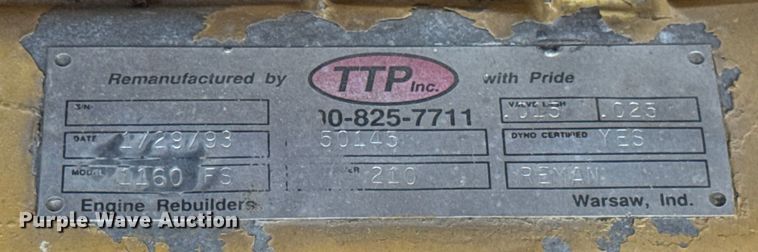 Remanufactured by TTP Inc. with Pride
00-825-7711
S/N VALVE LASH .015 .025
DATE 1/29/93 50145 DYNO CERTIFIED YES
MODEL 1160 FS 210 REMAN
Engine Rebuilders Warsaw, Ind.
Purple Wave Auction